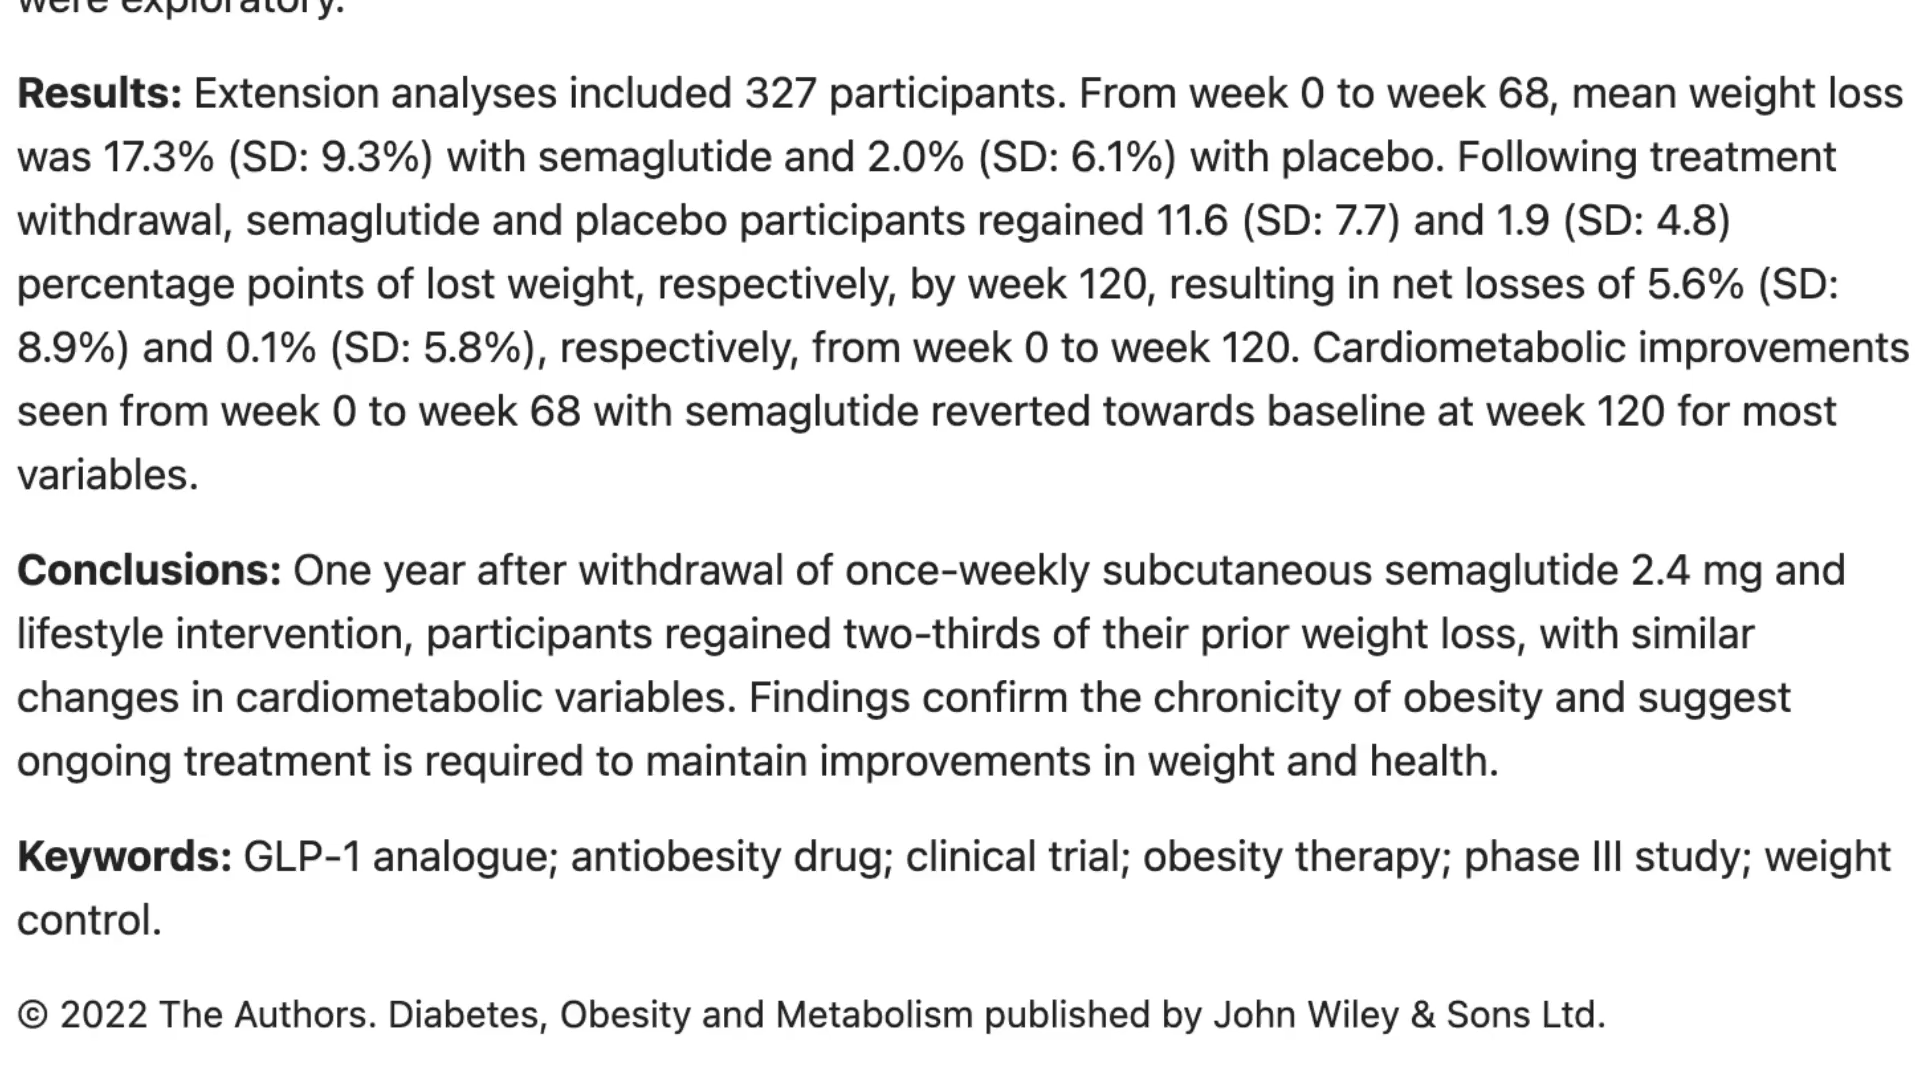 were exploratory.
Results: Extension analyses included 327 participants. From week 0 to week 68, mean weight loss
was 17.3% (SD: 9.3%) with semaglutide and 2.0% (SD: 6.1%) with placebo. Following treatment
withdrawal, semaglutide and placebo participants regained 11.6 (SD: 7.7) and 1.9 (SD: 4.8)
percentage points of lost weight, respectively, by week 120, resulting in net losses of 5.6% (SD:
8.9%) and 0.1% (SD: 5.8%), respectively, from week 0 to week 120. Cardiometabolic improvements
seen from week 0 to week 68 with semaglutide reverted towards baseline at week 120 for most
variables.
Conclusions: One year after withdrawal of once-weekly subcutaneous semaglutide 2.4 mg and
lifestyle intervention, participants regained two-thirds of their prior weight loss, with similar
changes in cardiometabolic variables. Findings confirm the chronicity of obesity and suggest
ongoing treatment is required to maintain improvements in weight and health.
Keywords: GLP-1 analogue; antiobesity drug; clinical trial; obesity therapy; phase III study; weight
control.
© 2022 The Authors. Diabetes, Obesity and Metabolism published by John Wiley & Sons Ltd.